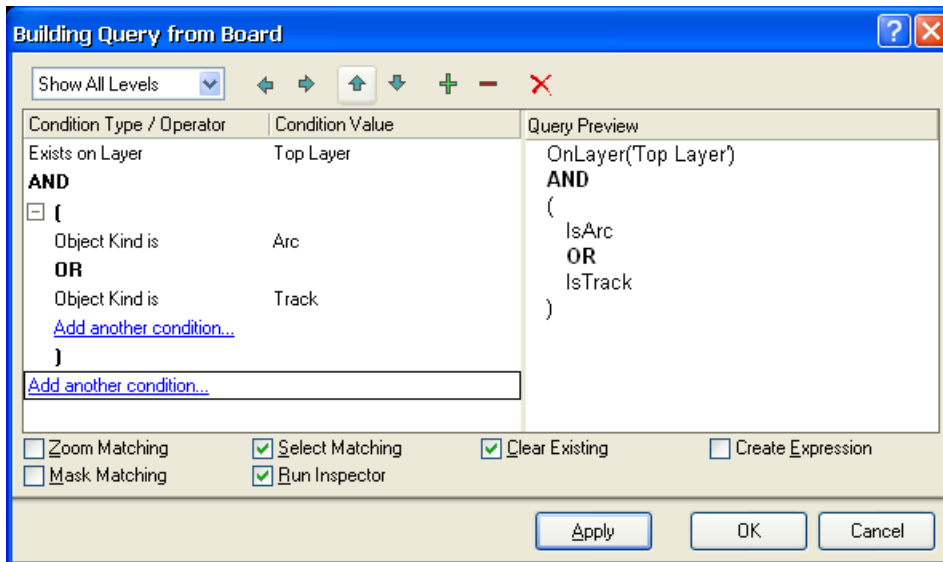 Building Query from Board
Show All Levels
Condition Type / Operator Condition Value
Exists on Layer Top Layer
AND
(
Object Kind is Arc
OR
Object Kind is Track
Add another condition...
)
Add another condition...
Query Preview
OnLayer('Top Layer')
AND
(
IsArc
OR
IsTrack
)
Zoom Matching Select Matching Clear Existing Create Expression
Mask Matching Run Inspector
Apply OK Cancel